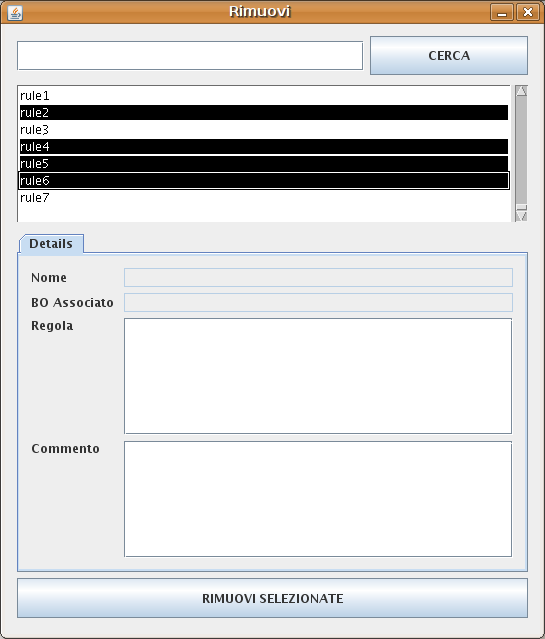 Rimuovi
CERCA
rule1
rule2
rule3
rule4
rule5
rule6
rule7
Details
Nome
BO Associato
Regola
Commento
RIMUOVI SELEZIONATE